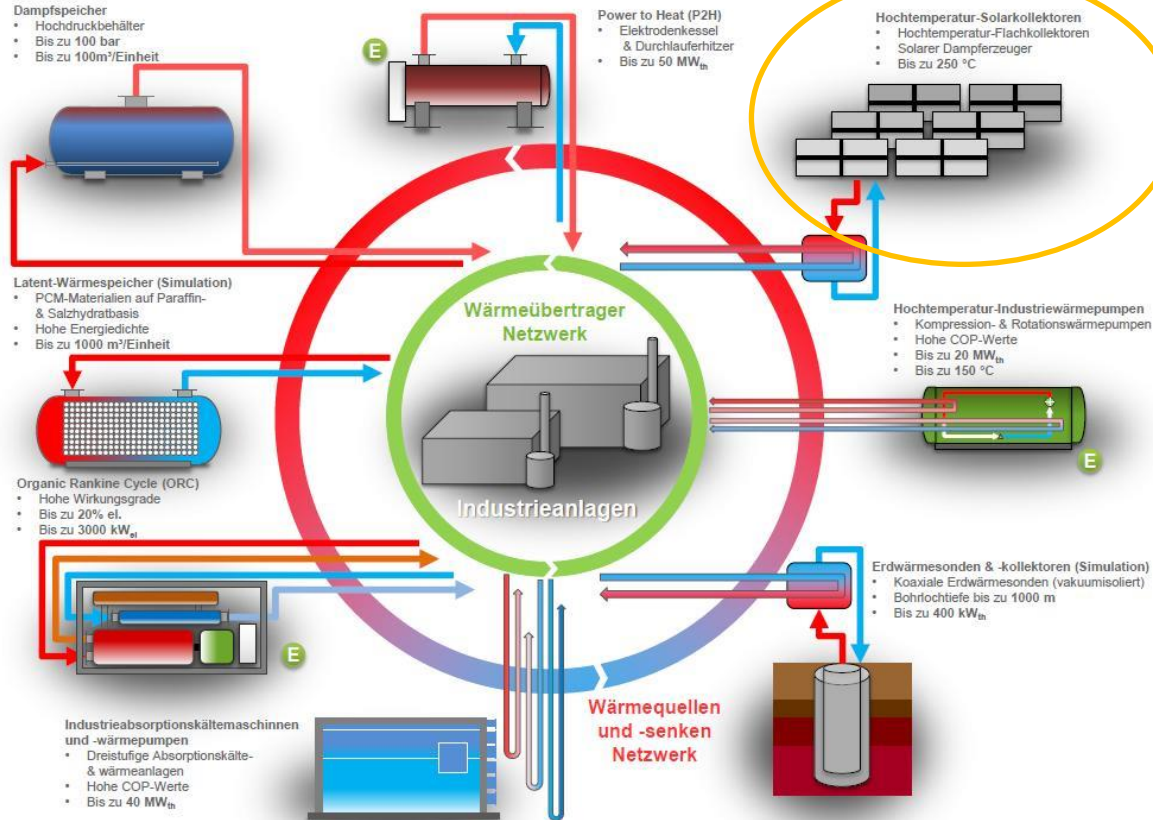 Dampfspeicher
• Hochdruckbehälter
• Bis zu 100 bar
• Bis zu 100m³/Einheit
Power to Heat (P2H)
• Elektrodenkessel
& Durchlauferhitzer
• Bis zu 50 MWth
E
Hochtemperatur-Solarkollektoren
• Hochtemperatur-Flachkollektoren
• Solarer Dampferzeuger
• Bis zu 250 °C
Latent-Wärmespeicher (Simulation)
• PCM-Materialien auf Paraffin-
& Salzhydratbasis
• Hohe Energiedichte
• Bis zu 1000 m³/Einheit
Wärmeübertrager
Netzwerk
Industrieanlagen
Hochtemperatur-Industriewärmepumpen
• Kompression- & Rotationswärmepumpen
• Hohe COP-Werte
• Bis zu 20 MWth
• Bis zu 150 °C
E
Organic Rankine Cycle (ORC)
• Hohe Wirkungsgrade
• Bis zu 20% el.
• Bis zu 3000 kWel
E
Erdwärmesonden & -kollektoren (Simulation)
• Koaxiale Erdwärmesonden (vakuumisoliert)
• Bohrlochtiefe bis zu 1000 m
• Bis zu 400 kWth
Wärmequellen
und -senken
Netzwerk
Industrieabsorptionskältemaschinnen
und -wärmepumpen
• Dreistufige Absorptionskälte-
& wärmeanlagen
• Hohe COP-Werte
• Bis zu 40 MWth